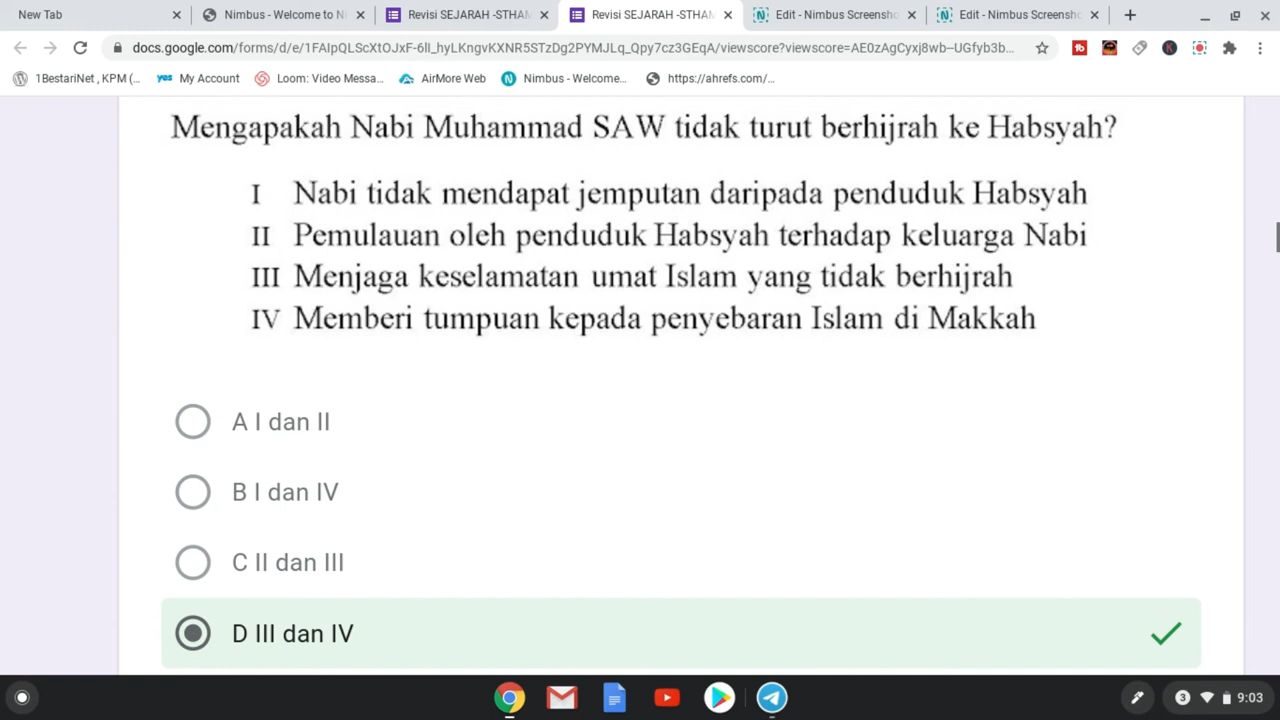 New Tab
Nimbus - Welcome to Ni
Revisi SEJARAH -STHAM
Revisi SEJARAH -STHAM
Edit - Nimbus Screensho
Edit - Nimbus Screensho
docs.google.com/forms/d/e/1FAIpQLScXtOJxF-6lI_hyLKngvKXNR5STzDg2PYMJLq_Qpy7cz3GEqA/viewscore?viewscore=AE0zAgCyxj8wb--UGfyb3b...
1BestariNet , KPM (... yes My Account Loom: Video Messa... AirMore Web Nimbus - Welcome... https://ahrefs.com/...
Mengapakah Nabi Muhammad SAW tidak turut berhijrah ke Habsyah?
I Nabi tidak mendapat jemputan daripada penduduk Habsyah
II Pemulauan oleh penduduk Habsyah terhadap keluarga Nabi
III Menjaga keselamatan umat Islam yang tidak berhijrah
IV Memberi tumpuan kepada penyebaran Islam di Makkah
A I dan II
B I dan IV
C II dan III
D III dan IV
3 9:03